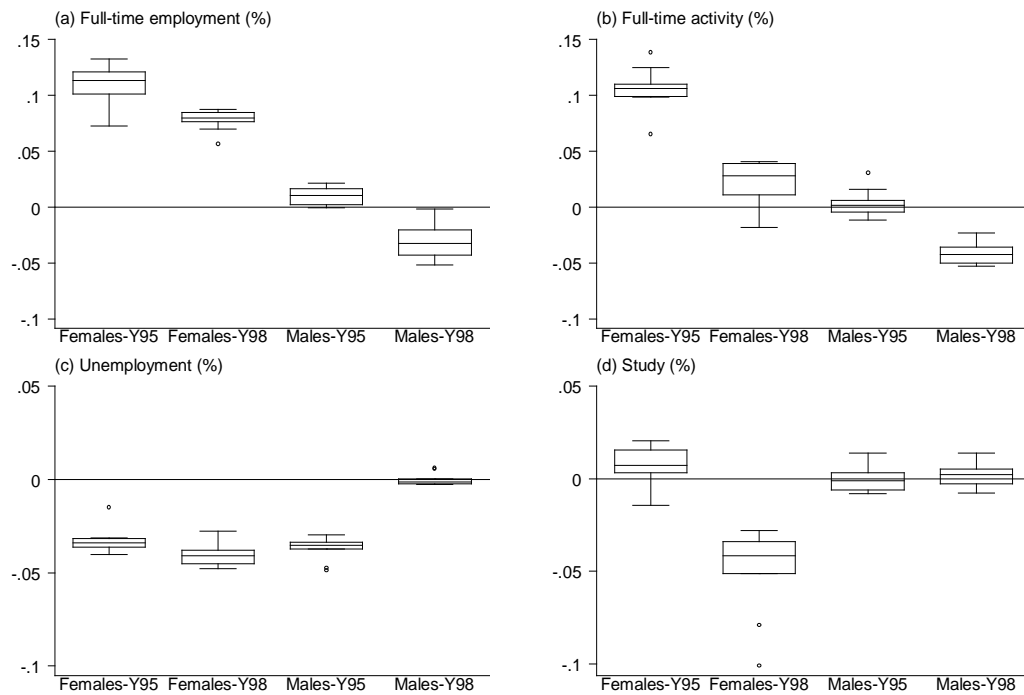 (a) Full-time employment (%)
.15
.1
.05
0
-.05
-.1
Females-Y95 Females-Y98 Males-Y95 Males-Y98
(b) Full-time activity (%)
.15
.1
.05
0
-.05
-.1
Females-Y95 Females-Y98 Males-Y95 Males-Y98
(c) Unemployment (%)
.05
0
-.05
-.1
Females-Y95 Females-Y98 Males-Y95 Males-Y98
(d) Study (%)
.05
0
-.05
-.1
Females-Y95 Females-Y98 Males-Y95 Males-Y98